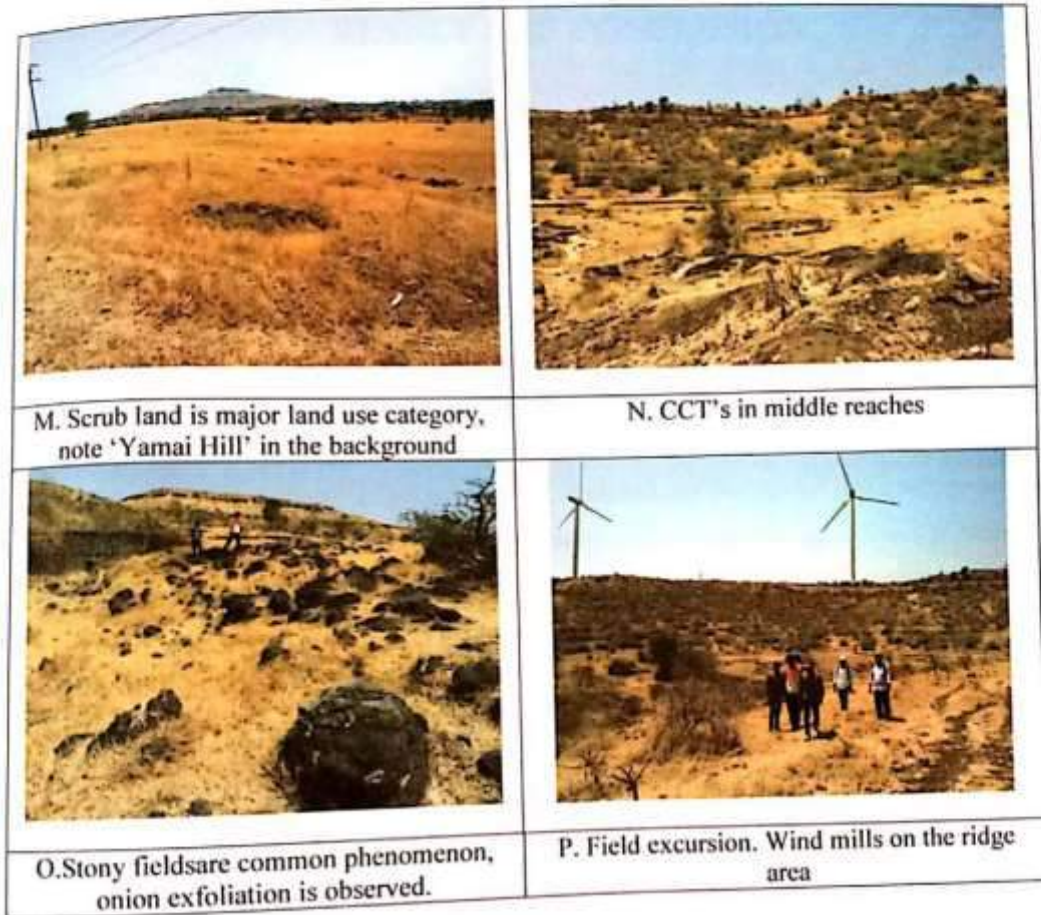 M. Scrub land is major land use category,
note ‘Yamai Hill’ in the background
N. CCT’s in middle reaches
O.Stony fieldsare common phenomenon,
onion exfoliation is observed.
P. Field excursion. Wind mills on the ridge
area